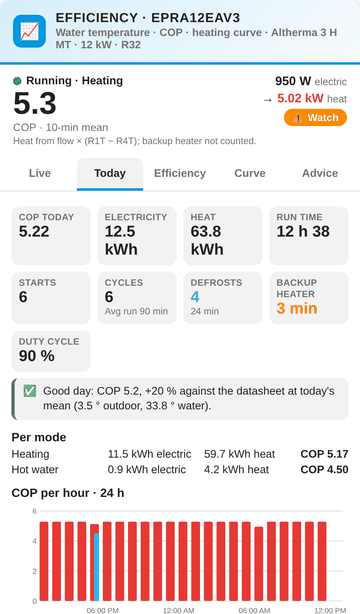 EFFICIENCY · EPRA12EAV3
Water temperature · COP · heating curve · Altherma 3 H
MT · 12 kW · R32
Running · Heating
950 W electric
5.3
→ 5.02 kW heat
Watch
COP · 10-min mean
Heat from flow × (R1T − R4T); backup heater not counted.
Live Today Efficiency Curve Advice
COP TODAY
5.22
ELECTRICITY
12.5
kWh
HEAT
63.8
kWh
RUN TIME
12 h 38
STARTS
6
CYCLES
6
Avg run 90 min
DEFROSTS
4
24 min
BACKUP
HEATER
3 min
DUTY CYCLE
90 %
Good day: COP 5.2, +20 % against the datasheet at today's
mean (3.5 ° outdoor, 33.8 ° water).
Per mode
Heating 11.5 kWh electric 59.7 kWh heat COP 5.17
Hot water 0.9 kWh electric 4.2 kWh heat COP 4.50
COP per hour · 24 h
6
4
2
0
06:00 PM 12:00 AM 06:00 AM 12:00 PM